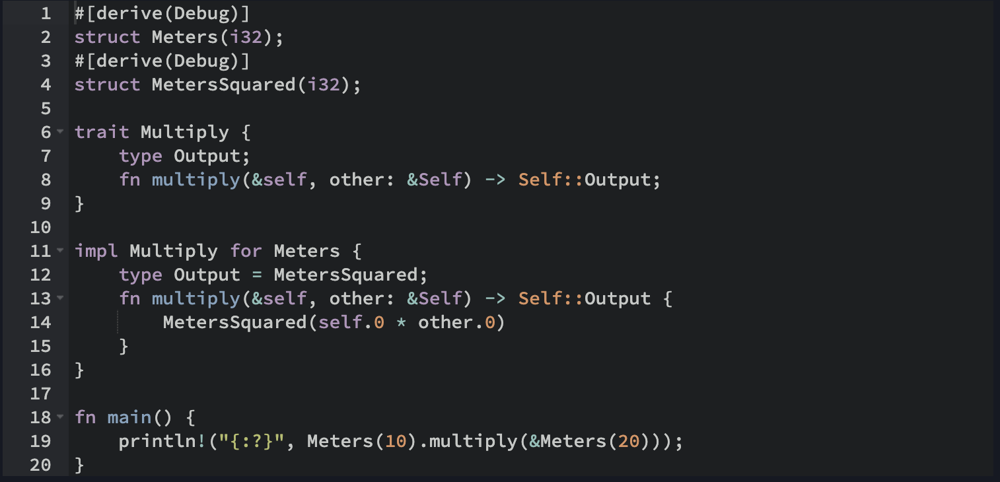 1 #[derive(Debug)]
2 struct Meters(i32);
3 #[derive(Debug)]
4 struct MetersSquared(i32);
5
6 trait Multiply {
7     type Output;
8     fn multiply(&self, other: &Self) -> Self::Output;
9 }
10
11 impl Multiply for Meters {
12     type Output = MetersSquared;
13     fn multiply(&self, other: &Self) -> Self::Output {
14         MetersSquared(self.0 * other.0)
15     }
16 }
17
18 fn main() {
19     println!("{:?}", Meters(10).multiply(&Meters(20)));
20 }